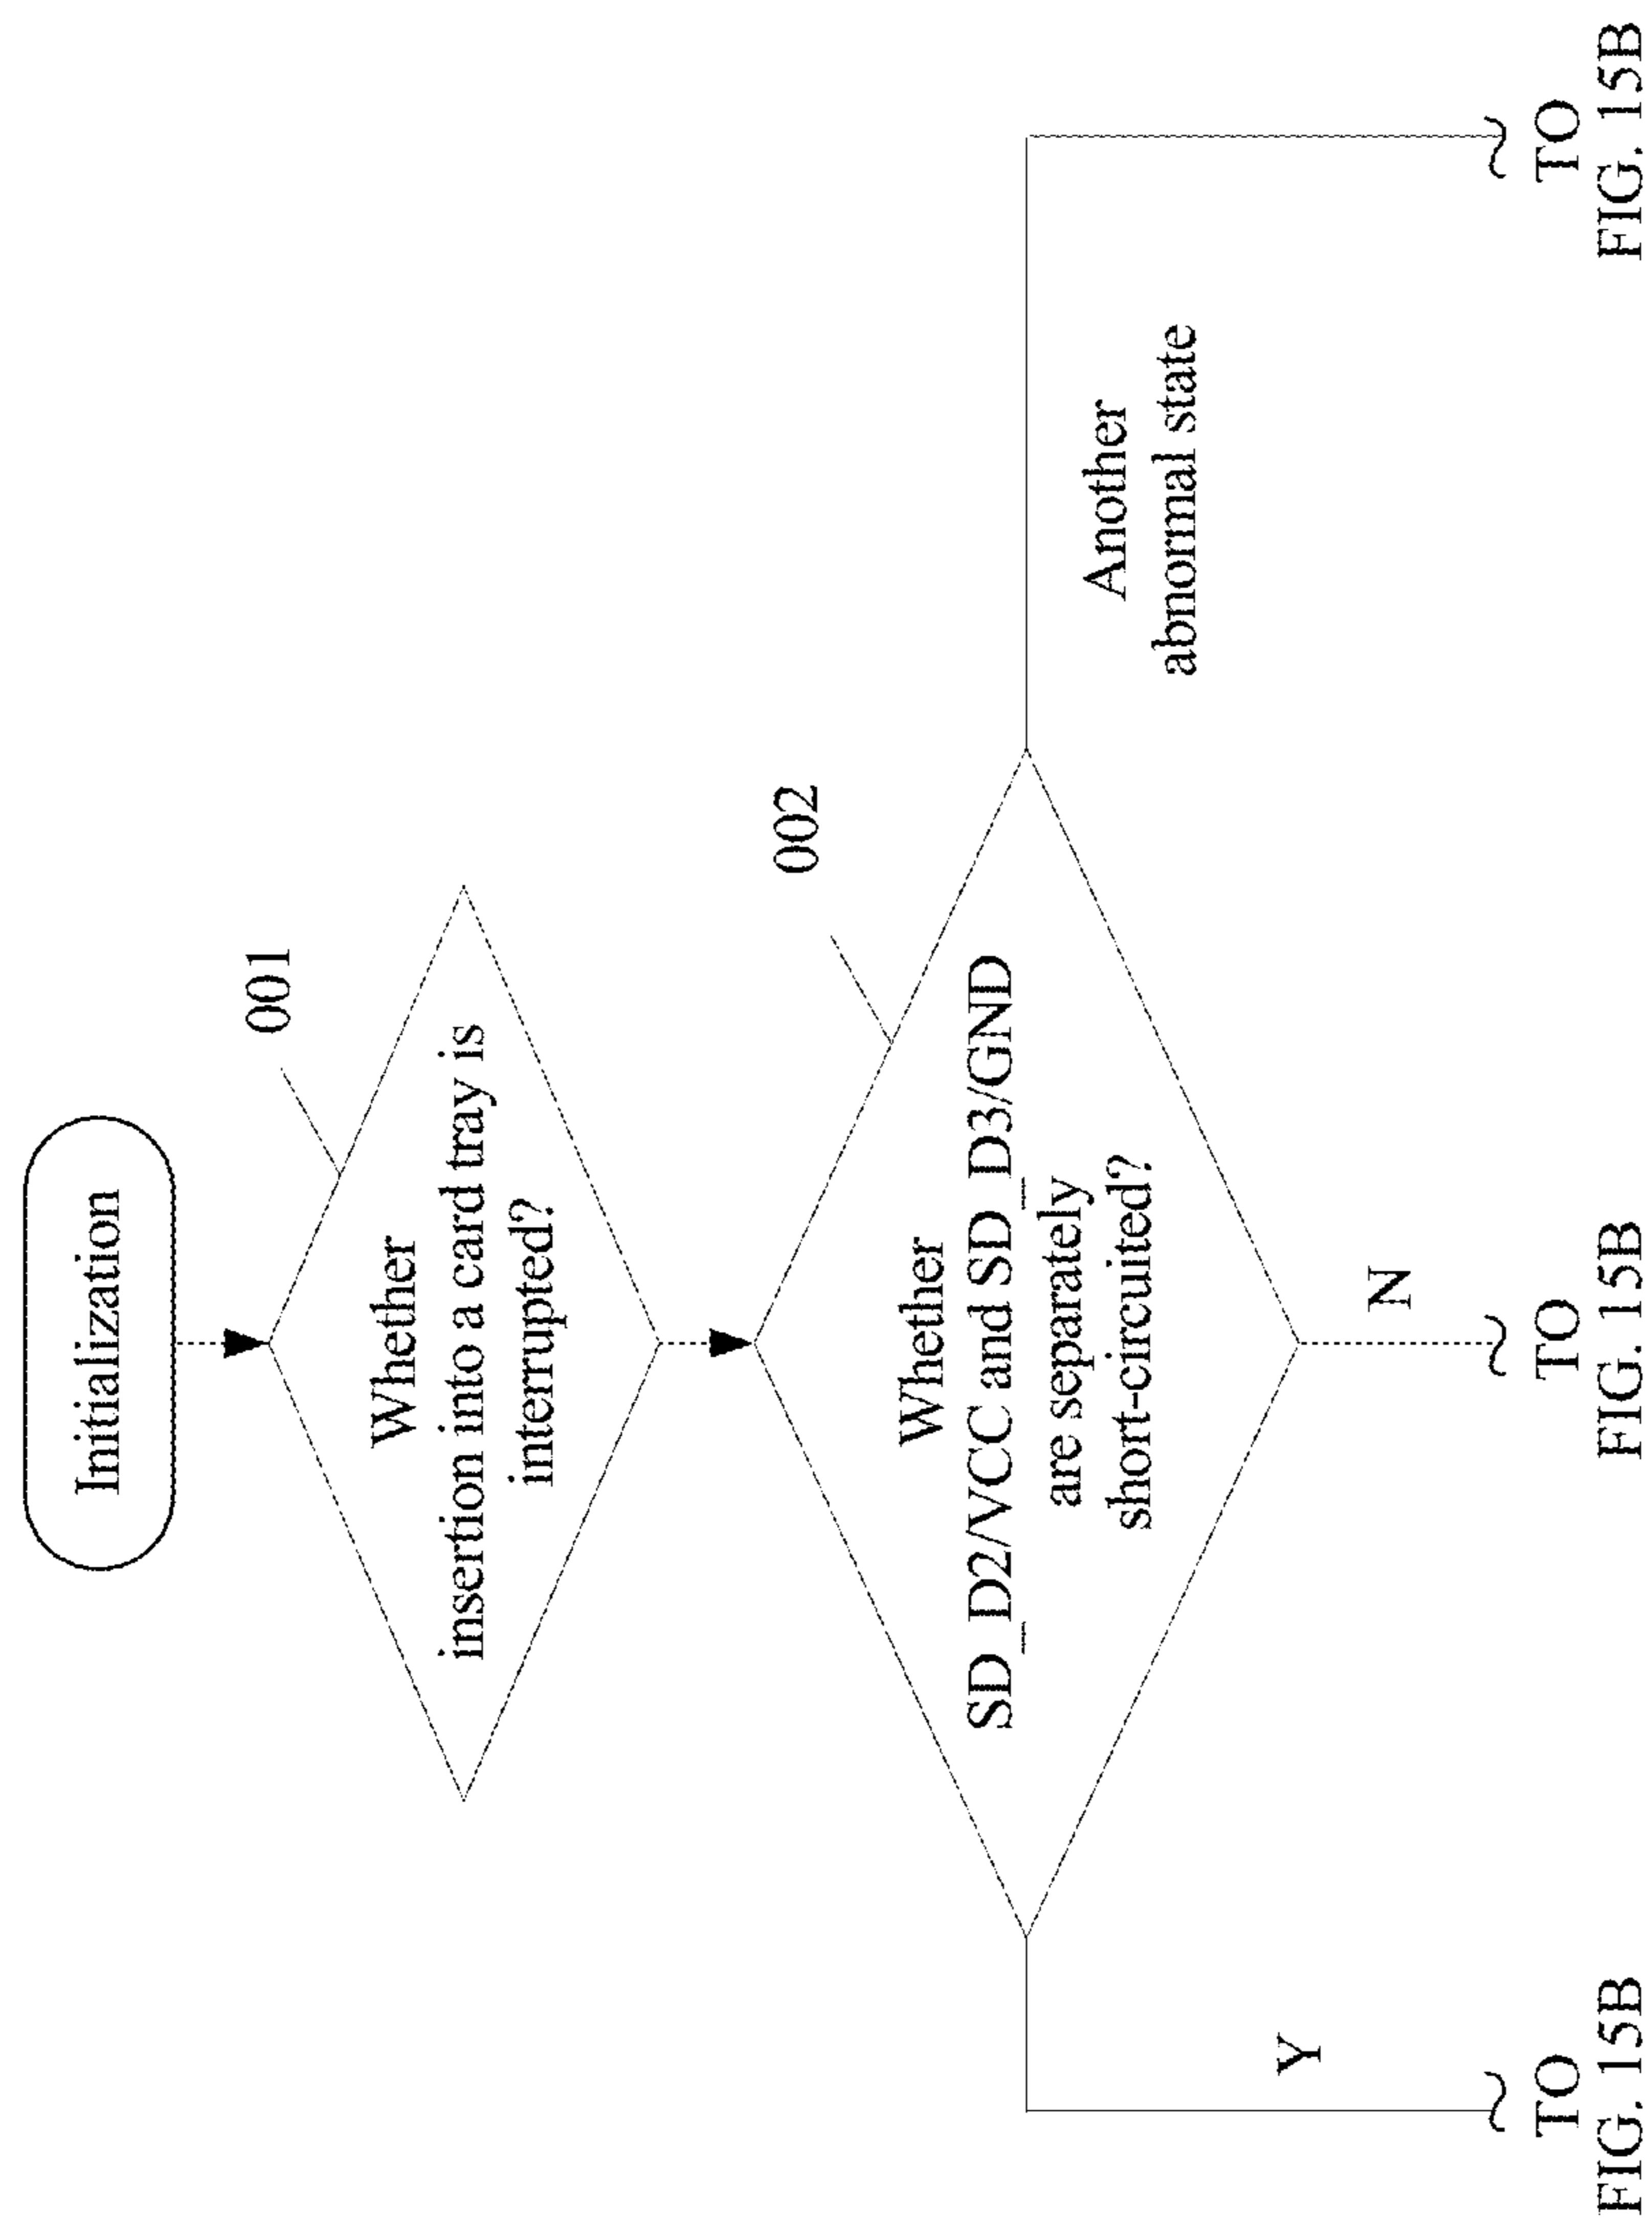 Initialization
001
Whether
insertion into a card tray is
interrupted?
002
Whether
SD_D2/VCC and SD_D3/GND
are separately
short-circuited?
Another
abnormal state
Y
N
TO
FIG. 15B
TO
FIG. 15B
TO
FIG. 15B